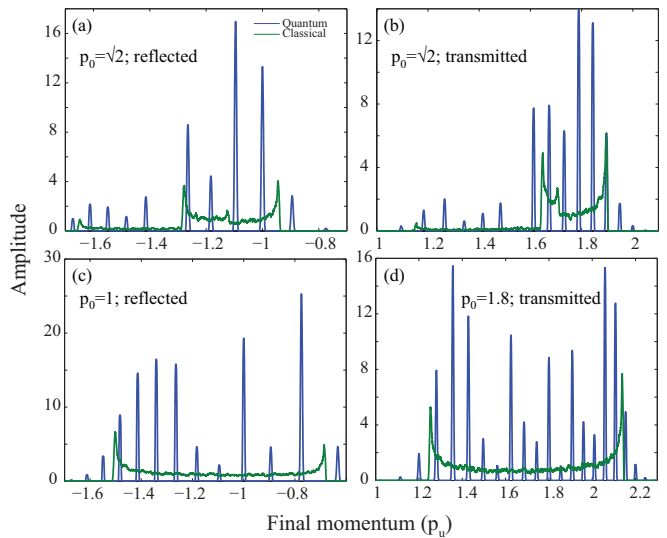 (a)
Quantum
Classical
p₀=√2; reflected
16
12
8
4
0
−1.6 −1.4 −1.2 −1 −0.8
(b)
p₀=√2; transmitted
12
8
4
0
1 1.2 1.4 1.6 1.8 2
(c)
p₀=1; reflected
30
20
10
0
−1.6 −1.4 −1.2 −1 −0.8
(d)
p₀=1.8; transmitted
16
12
8
4
0
1 1.2 1.4 1.6 1.8 2 2.2
Amplitude
Final momentum (pᵤ)